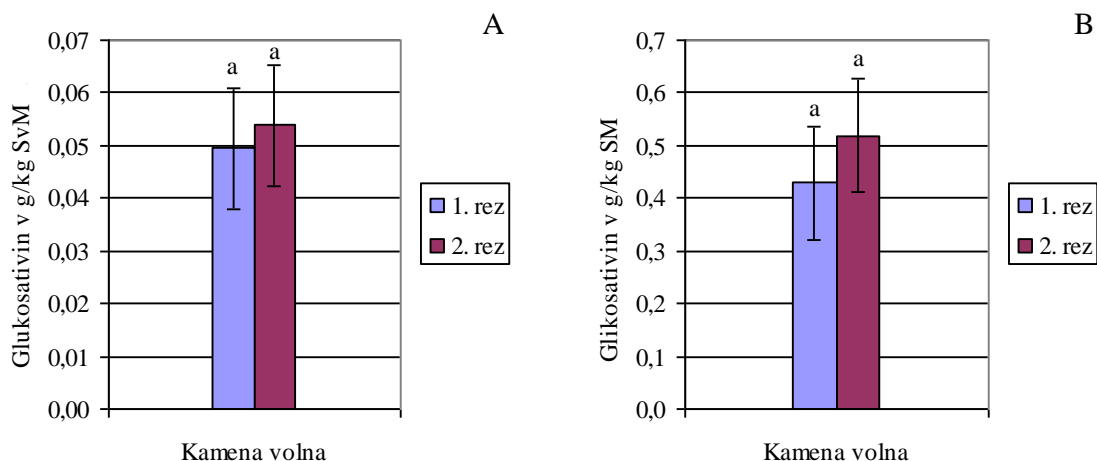 A
Glukosativin v g/kg SvM
0,07
0,06
0,05
0,04
0,03
0,02
0,01
0,00
a
a
Kamena volna
1. rez
2. rez
B
Glikosativin v g/kg SM
0,7
0,6
0,5
0,4
0,3
0,2
0,1
0,0
a
a
Kamena volna
1. rez
2. rez